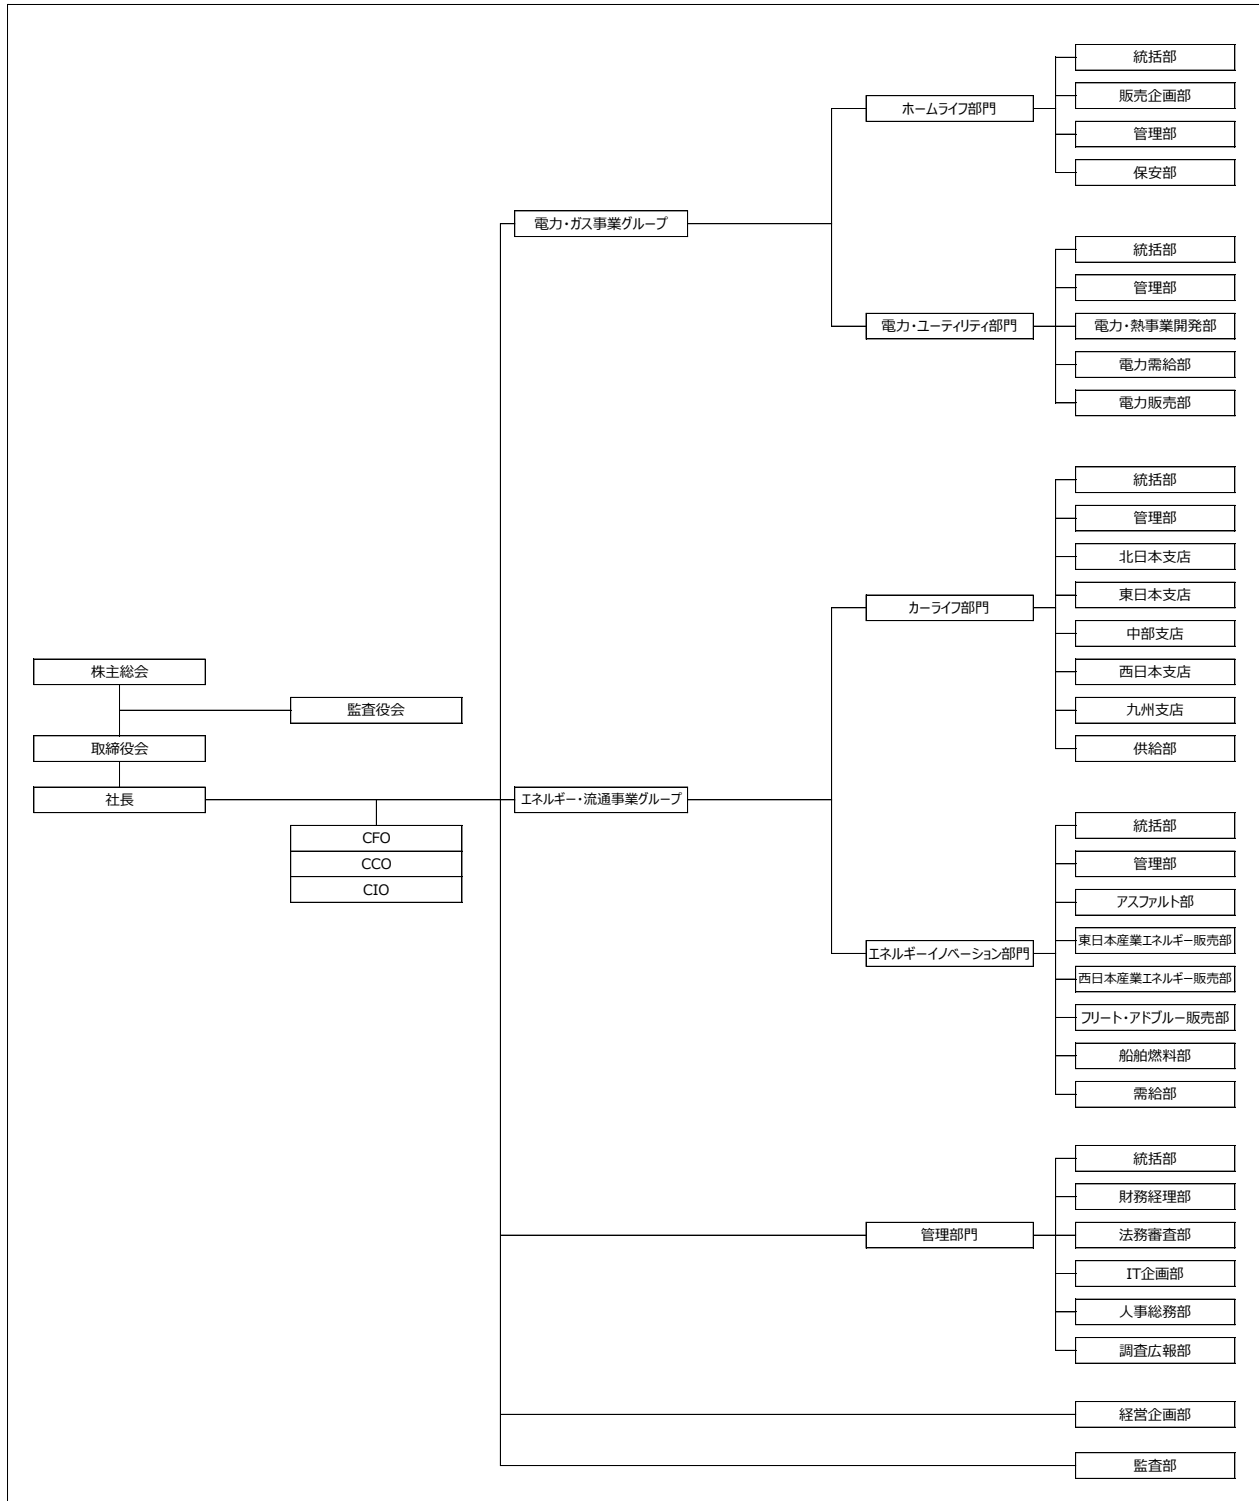 統括部
販売企画部
ホームライフ部門
管理部
保安部
電力・ガス事業グループ
統括部
管理部
電力・ユーティリティ部門
電力・熱事業開発部
電力需給部
電力販売部
統括部
管理部
北日本支店
東日本支店
カーライフ部門
中部支店
西日本支店
九州支店
供給部
株主総会
監査役会
取締役会
社長
エネルギー・流通事業グループ
CFO
CCO
CIO
統括部
管理部
アスファルト部
東日本産業エネルギー販売部
エネルギーイノベーション部門
西日本産業エネルギー販売部
フリート・アドブルー販売部
船舶燃料部
需給部
統括部
財務経理部
管理部門
法務審査部
IT企画部
人事総務部
調査広報部
経営企画部
監査部